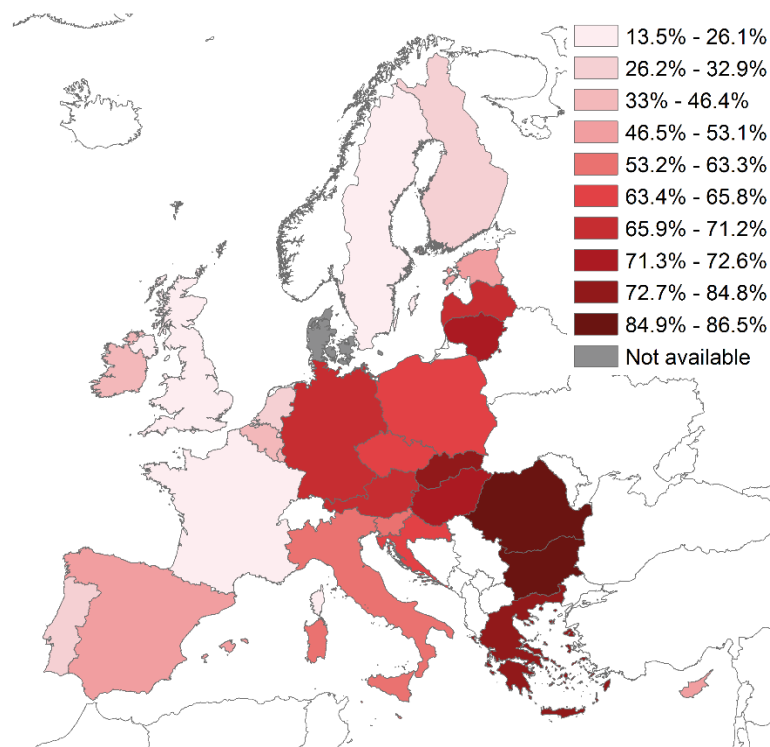 13.5% - 26.1%
26.2% - 32.9%
33% - 46.4%
46.5% - 53.1%
53.2% - 63.3%
63.4% - 65.8%
65.9% - 71.2%
71.3% - 72.6%
72.7% - 84.8%
84.9% - 86.5%
Not available